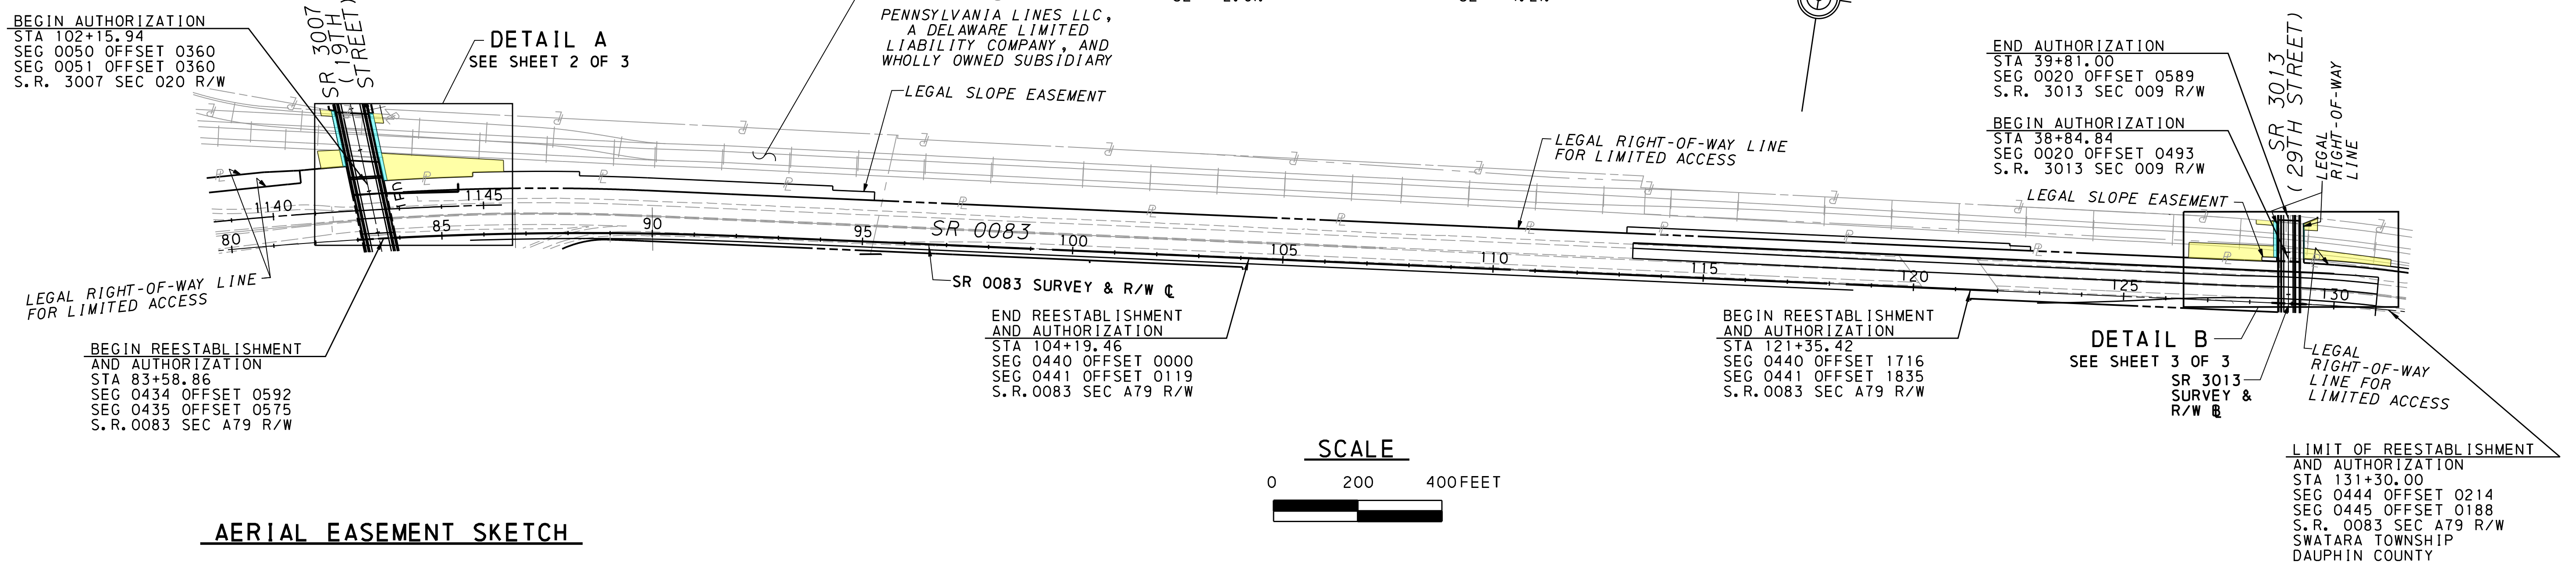 BEGIN AUTHORIZATION
STA 102+15.94
SEG 0050 OFFSET 0360
SEG 0051 OFFSET 0360
S.R. 3007 SEC 020 R/W
SR 3007
(19TH
STREET)
DETAIL A
SEE SHEET 2 OF 3
PENNSYLVANIA LINES LLC,
A DELAWARE LIMITED
LIABILITY COMPANY, AND
WHOLLY OWNED SUBSIDIARY
LEGAL SLOPE EASEMENT
LEGAL RIGHT-OF-WAY LINE
FOR LIMITED ACCESS
END AUTHORIZATION
STA 39+81.00
SEG 0020 OFFSET 0589
S.R. 3013 SEC 009 R/W
BEGIN AUTHORIZATION
STA 38+84.84
SEG 0020 OFFSET 0493
S.R. 3013 SEC 009 R/W
LEGAL SLOPE EASEMENT
SR 3013
(29TH STREET)
LEGAL
RIGHT-OF-WAY
LINE
1140
1145
80
85
90
95
SR 0083
100
105
110
115
120
125
130
LEGAL RIGHT-OF-WAY LINE
FOR LIMITED ACCESS
SR 0083 SURVEY & R/W ℄
BEGIN REESTABLISHMENT
AND AUTHORIZATION
STA 83+58.86
SEG 0434 OFFSET 0592
SEG 0435 OFFSET 0575
S.R.0083 SEC A79 R/W
END REESTABLISHMENT
AND AUTHORIZATION
STA 104+19.46
SEG 0440 OFFSET 0000
SEG 0441 OFFSET 0119
S.R.0083 SEC A79 R/W
BEGIN REESTABLISHMENT
AND AUTHORIZATION
STA 121+35.42
SEG 0440 OFFSET 1716
SEG 0441 OFFSET 1835
S.R.0083 SEC A79 R/W
DETAIL B
SEE SHEET 3 OF 3
SR 3013
SURVEY &
R/W
LEGAL
RIGHT-OF-WAY
LINE FOR
LIMITED ACCESS
LIMIT OF REESTABLISHMENT
AND AUTHORIZATION
STA 131+30.00
SEG 0444 OFFSET 0214
SEG 0445 OFFSET 0188
S.R. 0083 SEC A79 R/W
SWATARA TOWNSHIP
DAUPHIN COUNTY
SCALE
0 200 400 FEET
AERIAL EASEMENT SKETCH